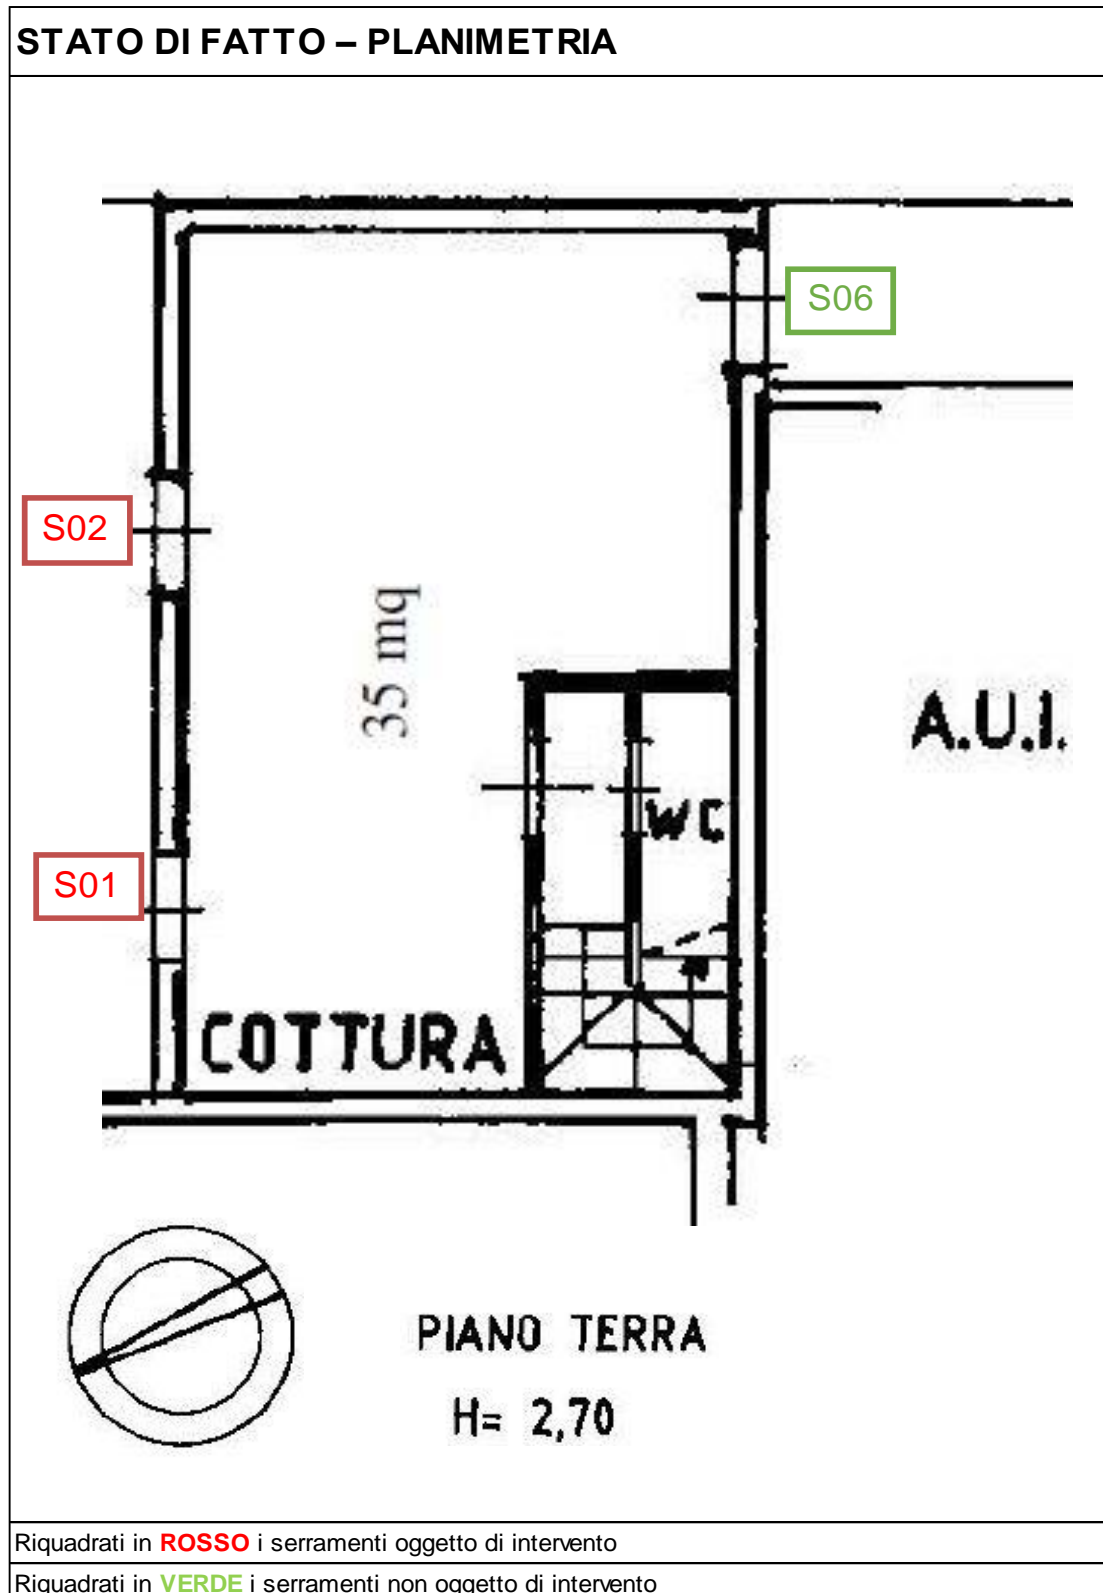 STATO DI FATTO – PLANIMETRIA
S06
S02
35 mq
A.U.I.
WC
S01
COTTURA
PIANO TERRA
H= 2,70
Riquadrati in ROSSO i serramenti oggetto di intervento
Riquadrati in VERDE i serramenti non oggetto di intervento